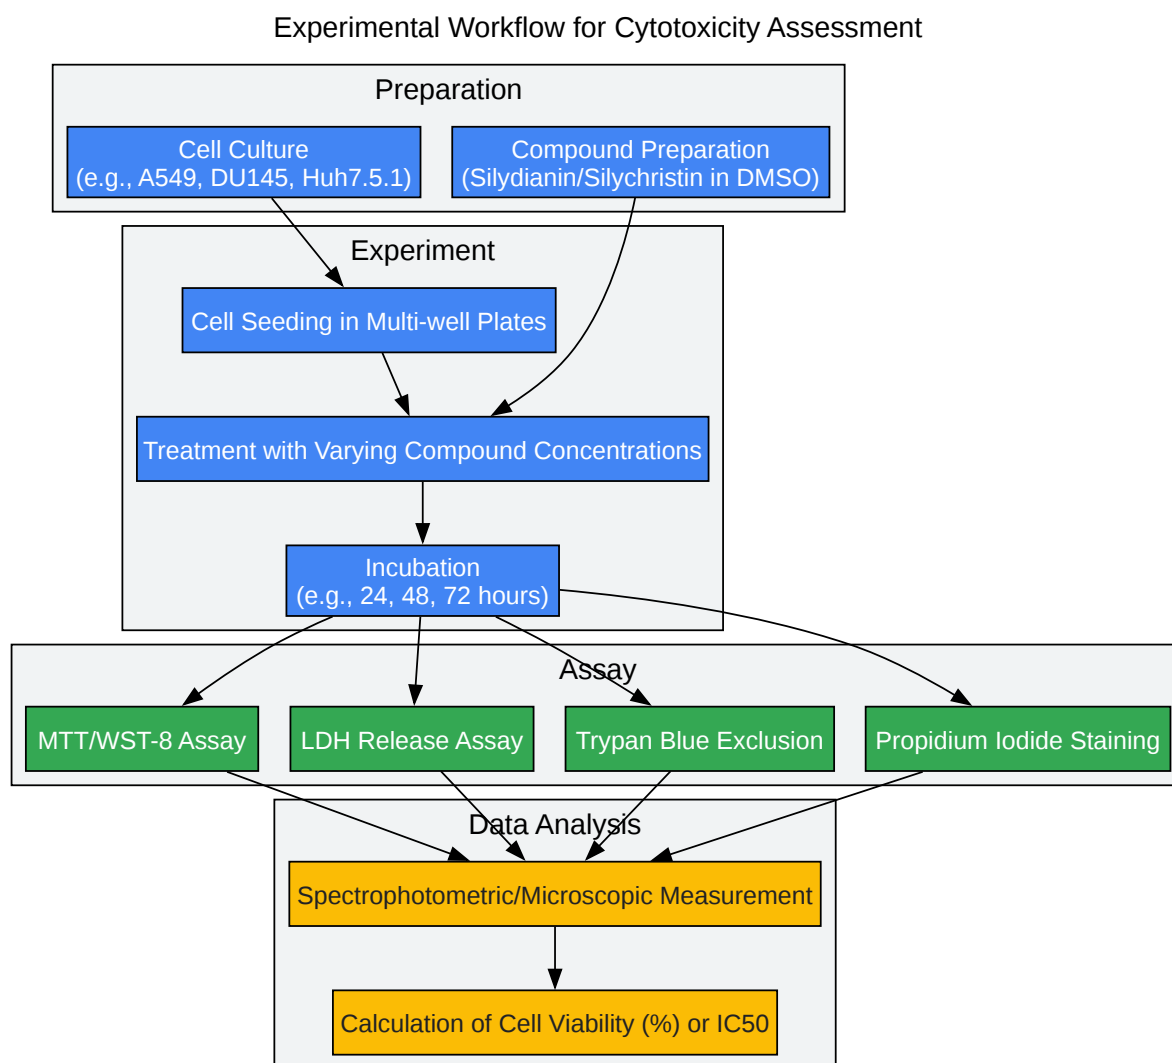 Experimental Workflow for Cytotoxicity Assessment
Preparation
Cell Culture
(e.g., A549, DU145, Huh7.5.1)
Compound Preparation
(Silydianin/Silychristin in DMSO)
Experiment
Cell Seeding in Multi-well Plates
Treatment with Varying Compound Concentrations
Incubation
(e.g., 24, 48, 72 hours)
Assay
MTT/WST-8 Assay
LDH Release Assay
Trypan Blue Exclusion
Propidium Iodide Staining
Data Analysis
Spectrophotometric/Microscopic Measurement
Calculation of Cell Viability (%) or IC50